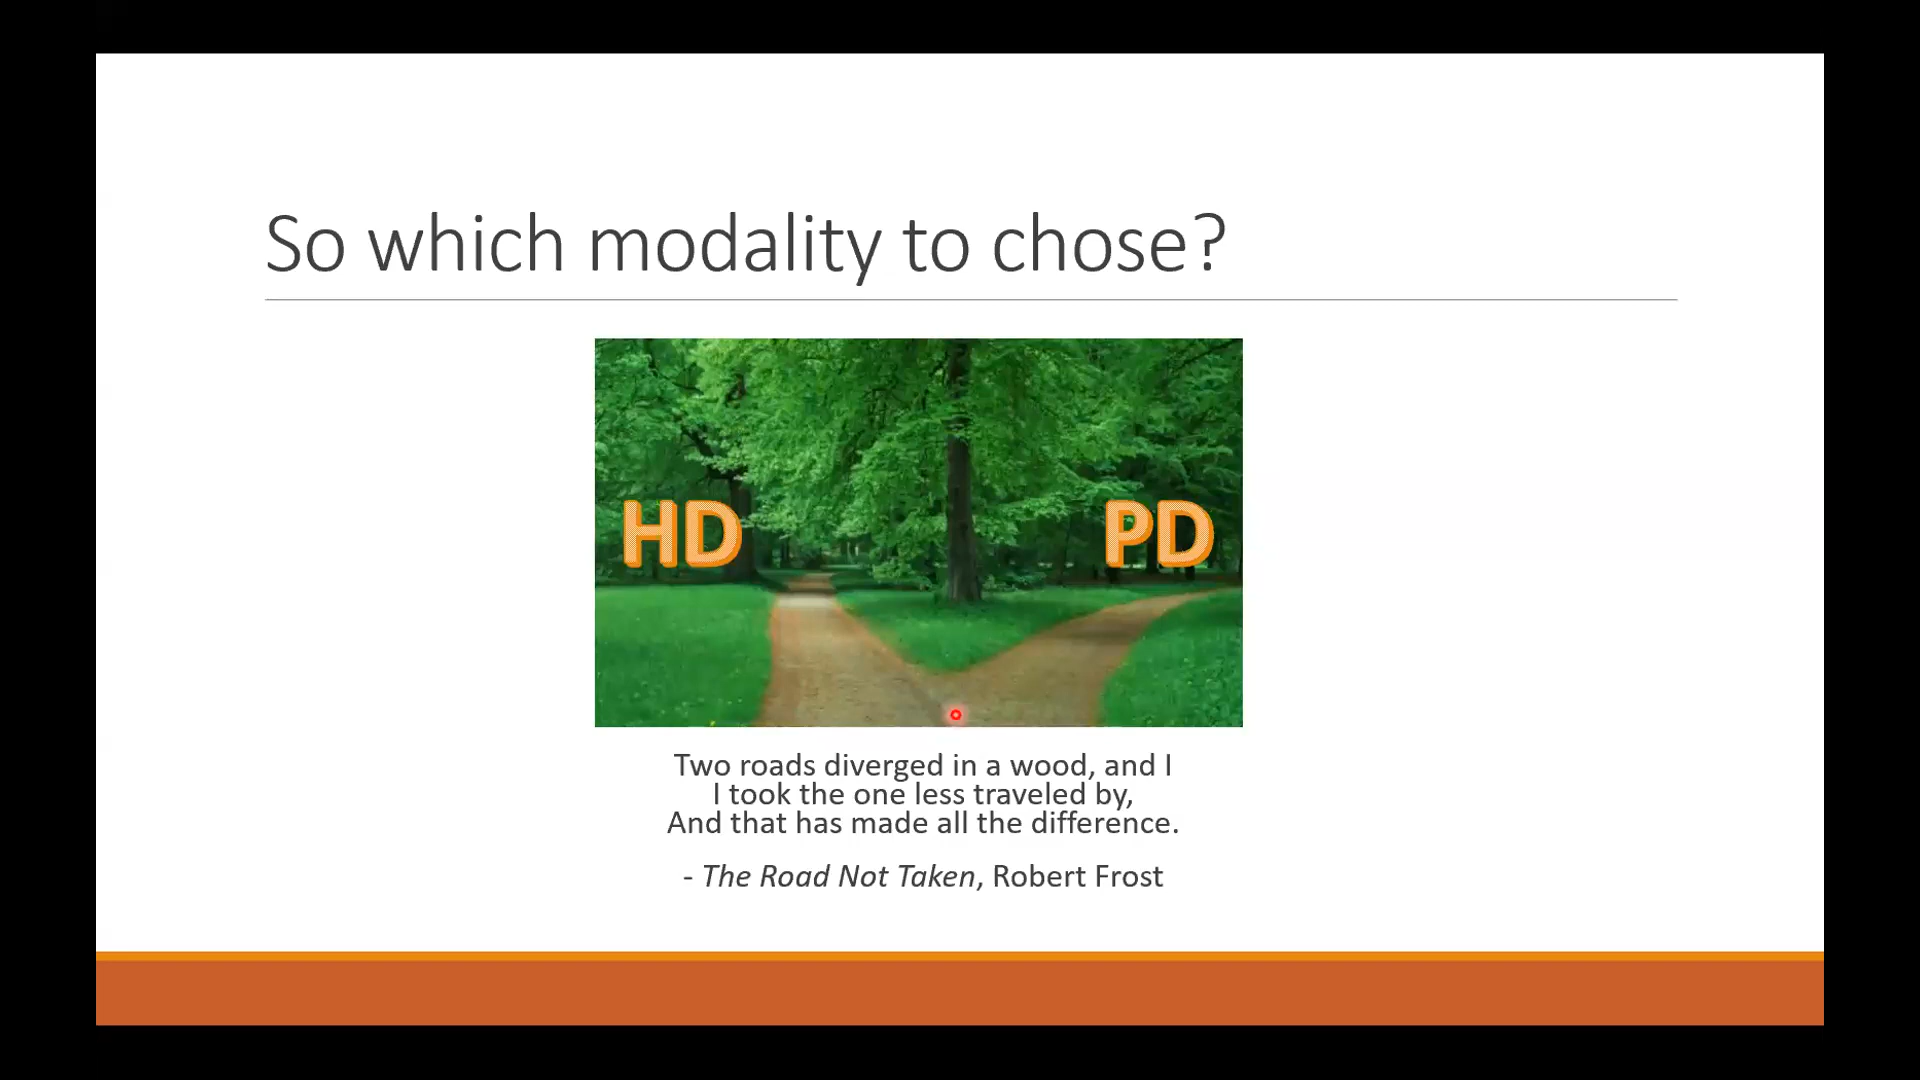 So which modality to chose?
HD
PD
Two roads diverged in a wood, and I
I took the one less traveled by,
And that has made all the difference.
- The Road Not Taken, Robert Frost